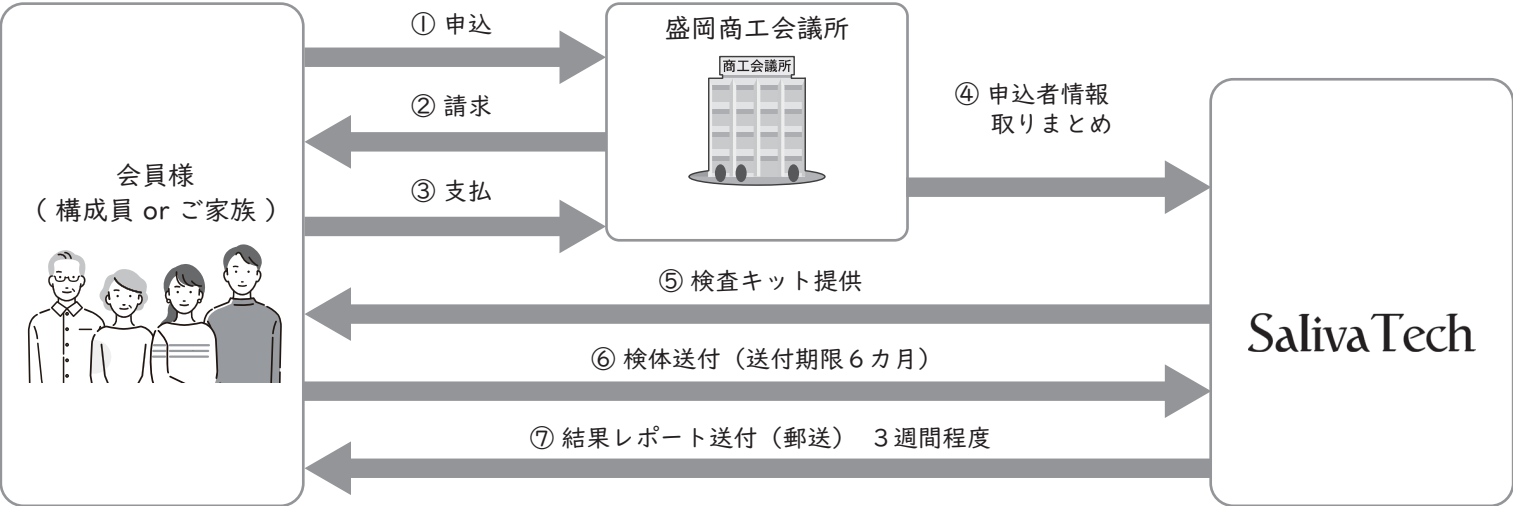 ① 申込
盛岡商工会議所
商工会議所
② 請求
④ 申込者情報
取りまとめ
会員様
( 構成員 or ご家族 )
③ 支払
⑤ 検査キット提供
SalivaTech
⑥ 検体送付（送付期限６カ月）
⑦ 結果レポート送付（郵送）　３週間程度